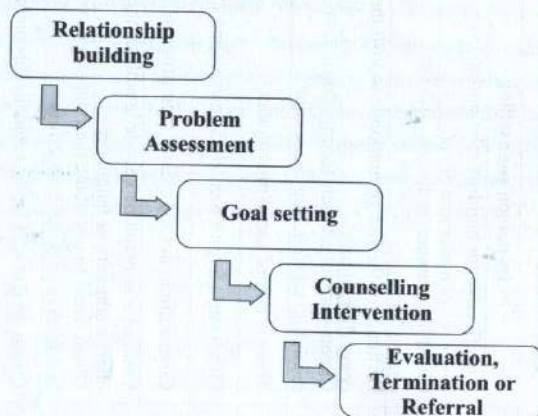 Relationship
building
Problem
Assessment
Goal setting
Counselling
Intervention
Evaluation,
Termination or
Referral